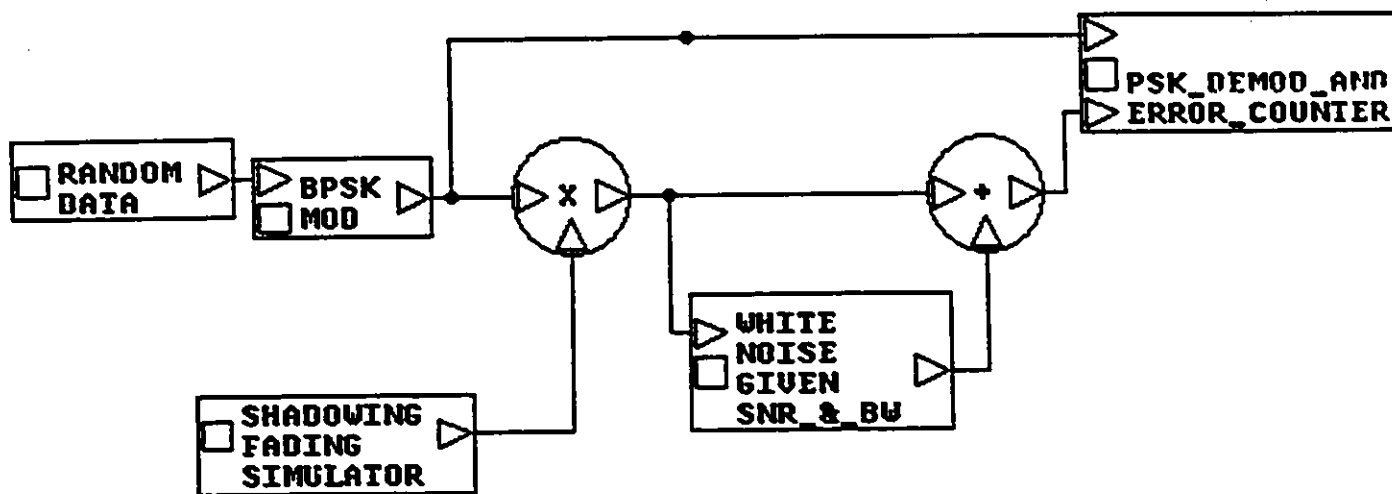 PSK_DEMOD_AND
ERROR_COUNTER
RANDOM
DATA
BPSK
MOD
X
+
WHITE
NOISE
GIVEN
SNR_&_BW
SHADOWING
FADING
SIMULATOR